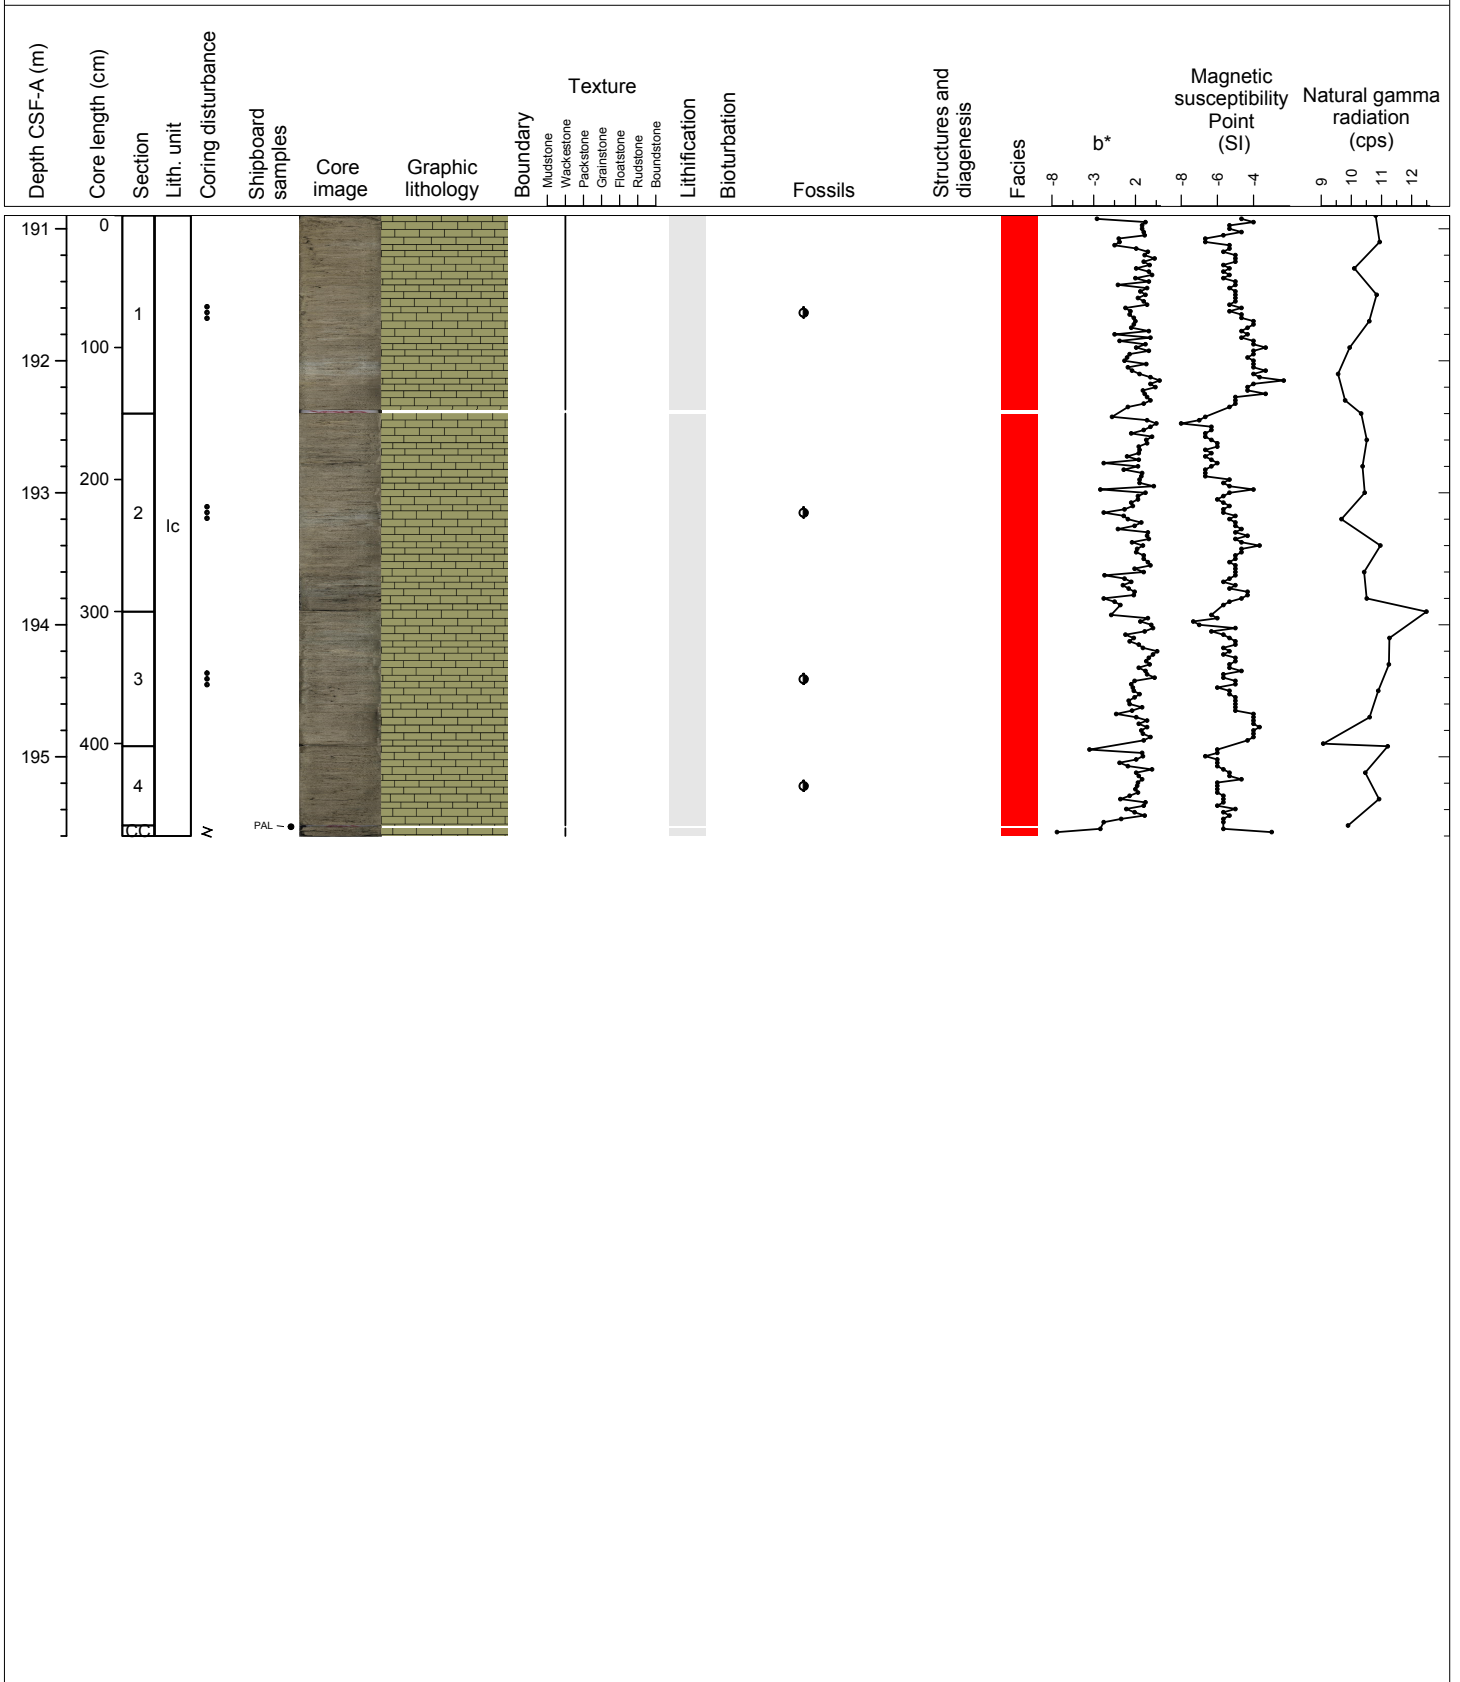 Depth CSF-A (m)
Core length (cm)
Section
Lith. unit
Coring disturbance
Shipboard
samples
Core
image
Graphic
lithology
Boundary
Texture
Mudstone
Wackestone
Packstone
Grainstone
Floatstone
Rudstone
Boundstone
Lithification
Bioturbation
Fossils
Structures and
diagenesis
Facies
b*
-8
-3
2
Magnetic
susceptibility
Point
(SI)
-8
-6
-4
Natural gamma
radiation
(cps)
9
10
11
12
191
192
193
194
195
0
100
200
300
400
1
2
3
4
CC
Ic
PAL